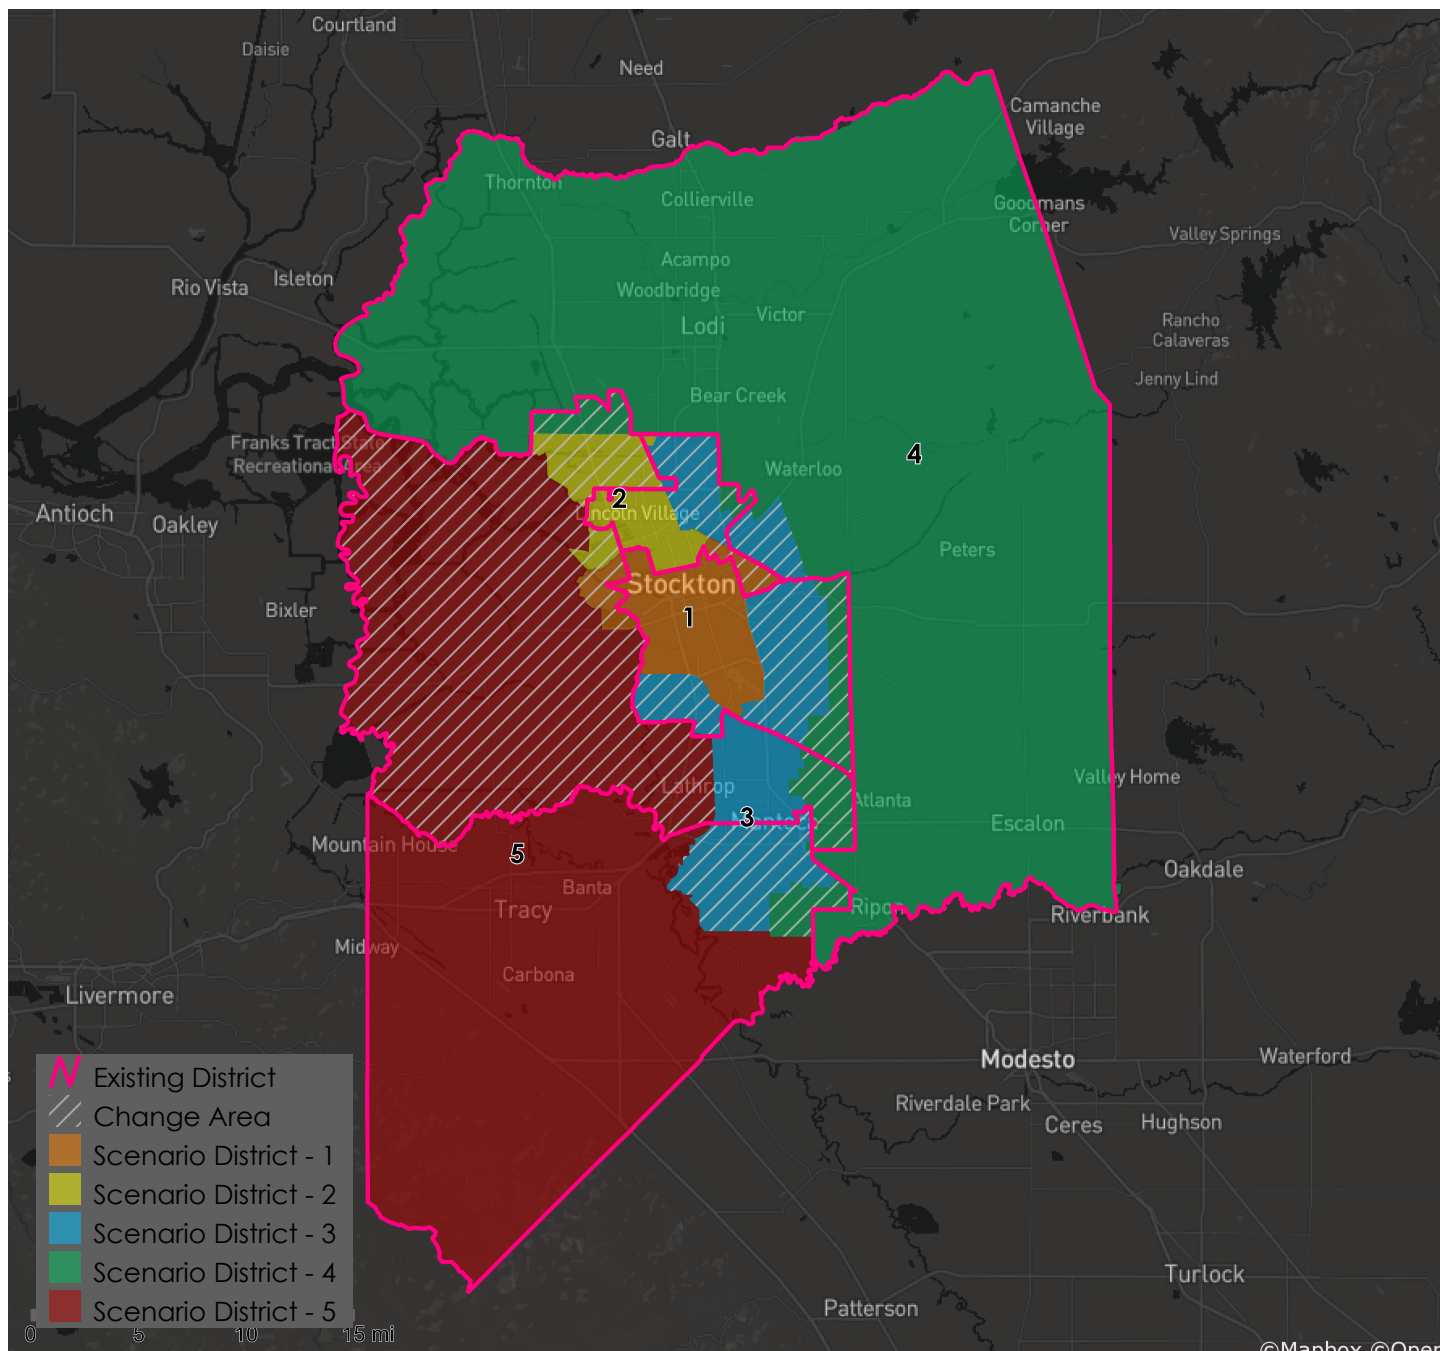 Courtland
Daisie
Need
Camanche
Village
Galt
Thornton
Collierville
Goodmans
Corner
Valley Springs
Acampo
Isleton
Rio Vista
Woodbridge
Victor
Lodi
Rancho
Calaveras
Jenny Lind
Bear Creek
Franks Tract State
Recreational Area
4
Waterloo
2
Lincoln Village
Antioch
Oakley
Peters
Stockton
Bixler
1
Lathrop
Valley Home
Atlanta
3
Manteca
Escalon
Mountain House
5
Oakdale
Banta
Tracy
Ripon
Riverbank
Midway
Carbona
Livermore
Modesto
Waterford
Riverdale Park
Ceres
Hughson
Turlock
Patterson
Existing District
Change Area
Scenario District - 1
Scenario District - 2
Scenario District - 3
Scenario District - 4
Scenario District - 5
0 5 10 15 mi
©Mapbox ©Open